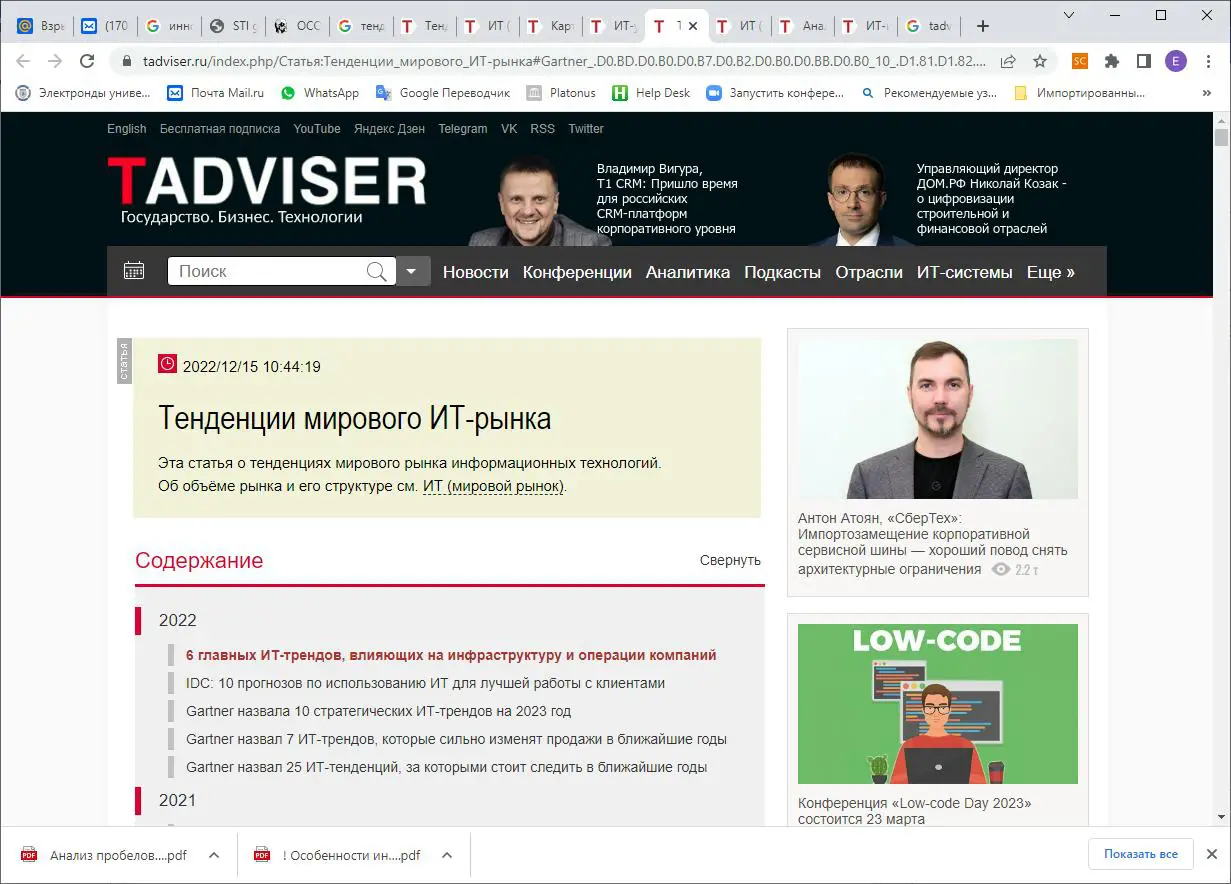 Взры
(170
инно
STI g
ОСС
тенд
Тенд
ИТ (
Кар
ИТ-у
ИТ (
Ана
ИТ-
tadv
tadviser.ru/index.php/Статья:Тенденции_мирового_ИТ-рынка#Gartner_.D0.BD.D0.B0.D0.B7.D0.B2.D0.B0.D0.BB.D0.B0_10_.D1.81.D1.82....
SC
E
Электронды униве...
Почта Mail.ru
WhatsApp
Google Переводчик
Platonus
Help Desk
Запустить конфере...
Рекомендуемые уз...
Импортированны...
English Бесплатная подписка YouTube Яндекс Дзен Telegram VK RSS Twitter
TADVISER
Государство. Бизнес. Технологии
Владимир Вигура,
Т1 CRM: Пришло время
для российских
CRM-платформ
корпоративного уровня
Управляющий директор
ДОМ.РФ Николай Козак -
о цифровизации
строительной и
финансовой отраслей
Поиск
Новости Конференции Аналитика Подкасты Отрасли ИТ-системы Еще »
статья
2022/12/15 10:44:19
Тенденции мирового ИТ-рынка
Эта статья о тенденциях мирового рынка информационных технологий.
Об объёме рынка и его структуре см. ИТ (мировой рынок).
Содержание
Свернуть
2022
6 главных ИТ-трендов, влияющих на инфраструктуру и операции компаний
IDC: 10 прогнозов по использованию ИТ для лучшей работы с клиентами
Gartner назвала 10 стратегических ИТ-трендов на 2023 год
Gartner назвал 7 ИТ-трендов, которые сильно изменят продажи в ближайшие годы
Gartner назвал 25 ИТ-тенденций, за которыми стоит следить в ближайшие годы
2021
Антон Атоян, «СберТех»:
Импортозамещение корпоративной
сервисной шины — хороший повод снять
архитектурные ограничения 2.2 т
LOW-CODE
Конференция «Low-code Day 2023»
состоится 23 марта
Анализ пробелов....pdf
! Особенности ин....pdf
Показать все